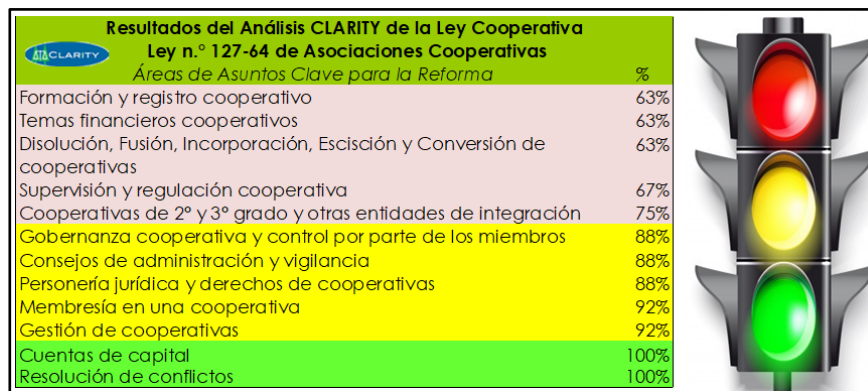 Resultados del Análisis CLARITY de la Ley Cooperativa
Ley n.° 127-64 de Asociaciones Cooperativas
CLARITY
Áreas de Asuntos Clave para la Reforma %
Formación y registro cooperativo 63%
Temas financieros cooperativos 63%
Disolución, Fusión, Incorporación, Escisción y Conversión de 63%
cooperativas
Supervisión y regulación cooperativa 67%
Cooperativas de 2° y 3° grado y otras entidades de integración 75%
Gobernanza cooperativa y control por parte de los miembros 88%
Consejos de administración y vigilancia 88%
Personería jurídica y derechos de cooperativas 88%
Membresía en una cooperativa 92%
Gestión de cooperativas 92%
Cuentas de capital 100%
Resolución de conflictos 100%